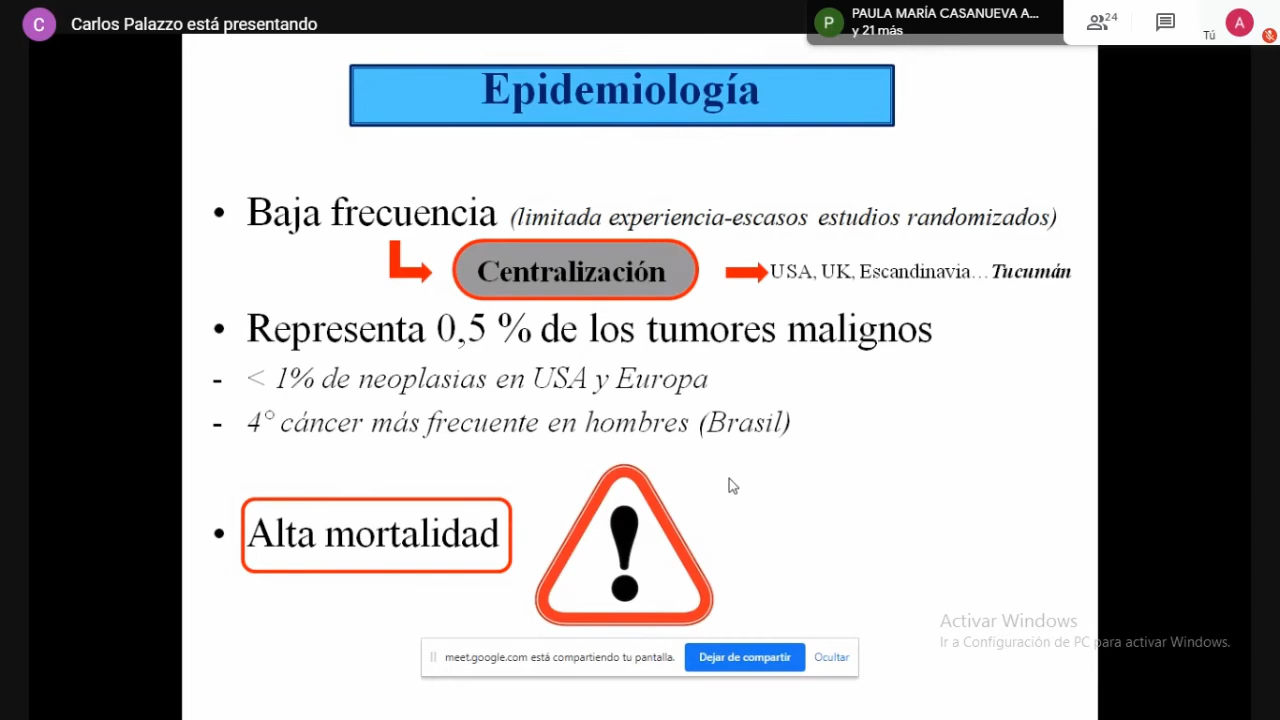 C Carlos Palazzo está presentando
P PAULA MARÍA CASANUEVA A...
y 21 más
24
Tú
A
Epidemiología
• Baja frecuencia (limitada experiencia-escasos estudios randomizados)
Centralización USA, UK, Escandinavia... Tucumán
• Representa 0,5 % de los tumores malignos
- < 1% de neoplasias en USA y Europa
- 4° cáncer más frecuente en hombres (Brasil)
• Alta mortalidad
!
Activar Windows
Ir a Configuración de PC para activar Windows.
meet.google.com está compartiendo tu pantalla. Dejar de compartir Ocultar